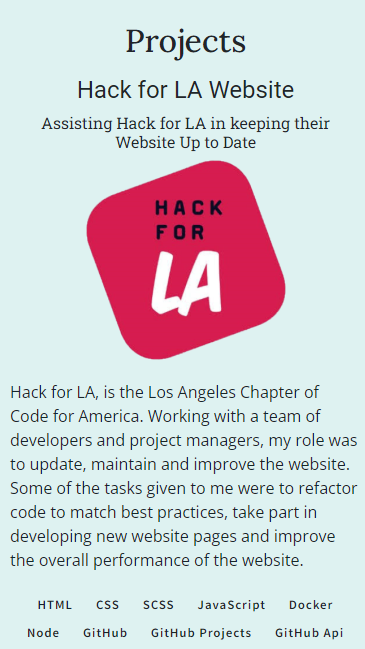 Projects
Hack for LA Website
Assisting Hack for LA in keeping their
Website Up to Date
HACK
FOR
LA
Hack for LA, is the Los Angeles Chapter of
Code for America. Working with a team of
developers and project managers, my role was
to update, maintain and improve the website.
Some of the tasks given to me were to refactor
code to match best practices, take part in
developing new website pages and improve
the overall performance of the website.
HTML CSS SCSS JavaScript Docker
Node GitHub GitHub Projects GitHub Api